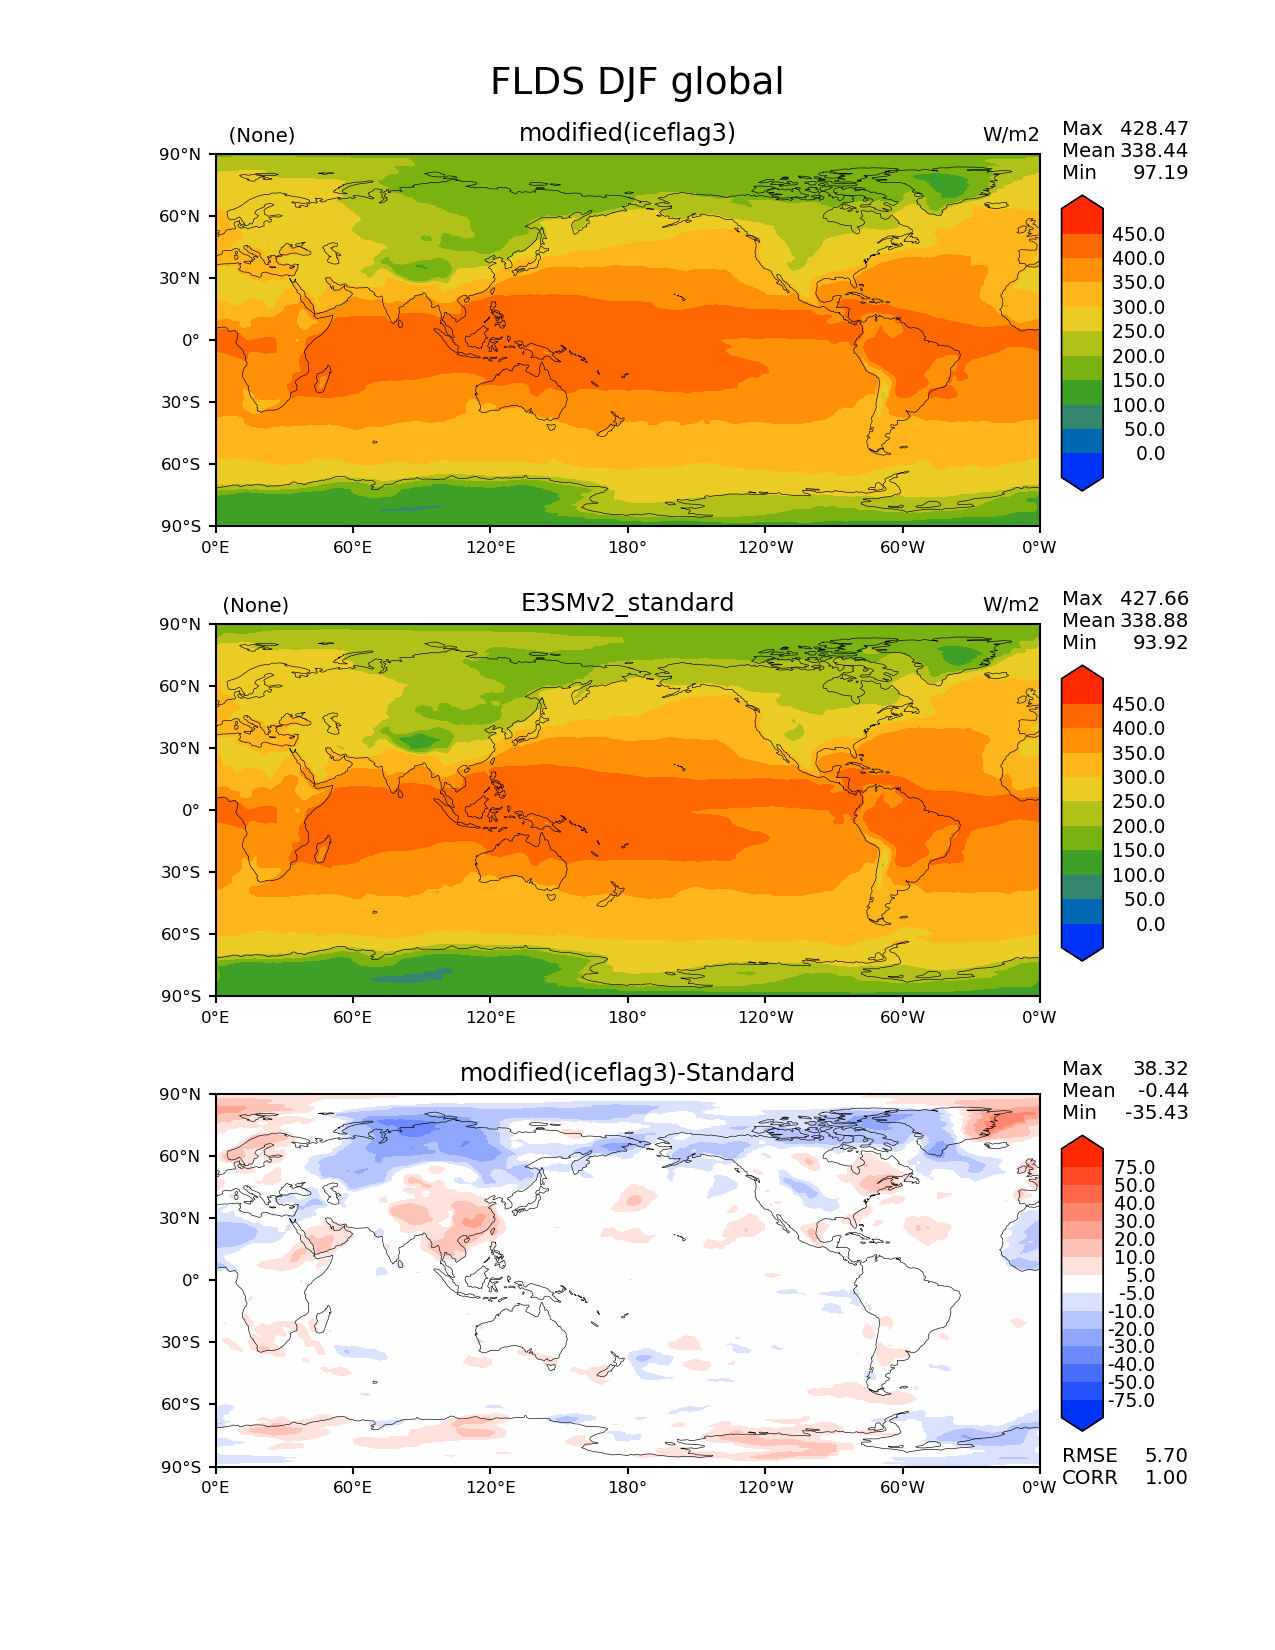 FLDS DJF global
(None) modified(iceflag3) W/m2
Max 428.47
Mean 338.44
Min 97.19
90°N
60°N
30°N
0°
30°S
60°S
90°S
0°E 60°E 120°E 180° 120°W 60°W 0°W
450.0
400.0
350.0
300.0
250.0
200.0
150.0
100.0
50.0
0.0
(None) E3SMv2_standard W/m2
Max 427.66
Mean 338.88
Min 93.92
90°N
60°N
30°N
0°
30°S
60°S
90°S
0°E 60°E 120°E 180° 120°W 60°W 0°W
450.0
400.0
350.0
300.0
250.0
200.0
150.0
100.0
50.0
0.0
modified(iceflag3)-Standard
Max 38.32
Mean -0.44
Min -35.43
90°N
60°N
30°N
0°
30°S
60°S
90°S
0°E 60°E 120°E 180° 120°W 60°W 0°W
75.0
50.0
40.0
30.0
20.0
10.0
5.0
-5.0
-10.0
-20.0
-30.0
-40.0
-50.0
-75.0
RMSE 5.70
CORR 1.00